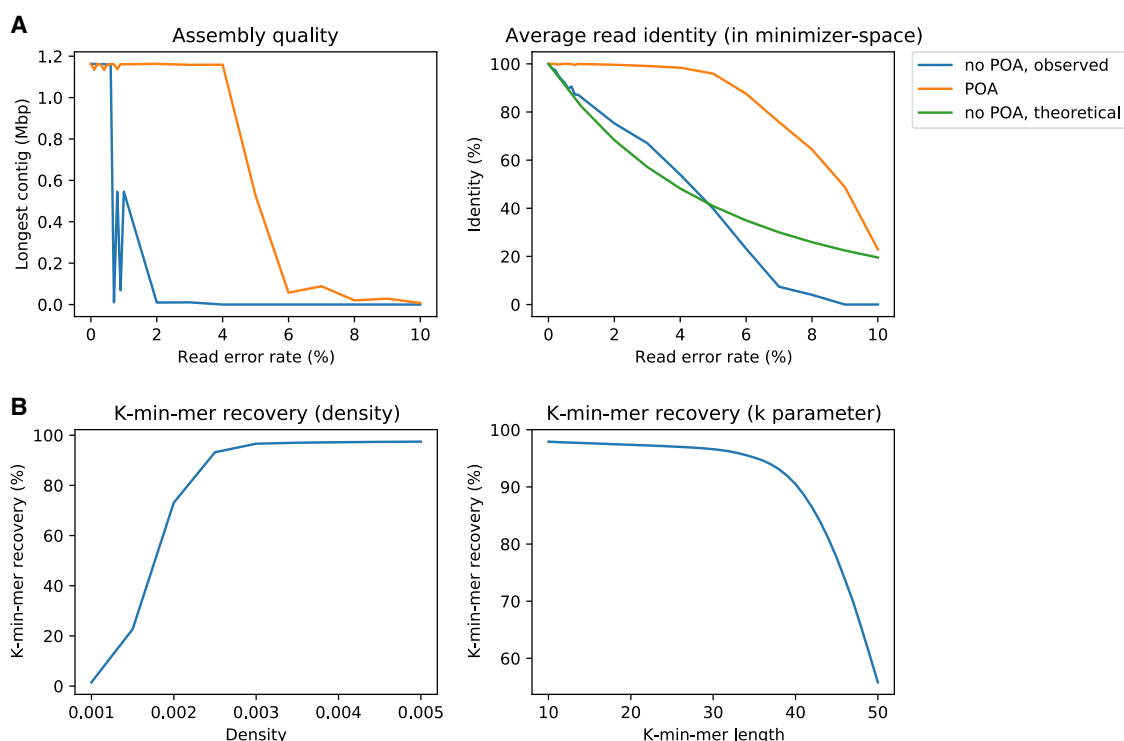 A
Assembly quality
Longest contig (Mbp)
1.2
1.0
0.8
0.6
0.4
0.2
0.0
0 2 4 6 8 10
Read error rate (%)
Average read identity (in minimizer-space)
Identity (%)
100
80
60
40
20
0
0 2 4 6 8 10
Read error rate (%)
no POA, observed
POA
no POA, theoretical
B
K-min-mer recovery (density)
K-min-mer recovery (%)
100
80
60
40
20
0
0.001 0.002 0.003 0.004 0.005
Density
K-min-mer recovery (k parameter)
K-min-mer recovery (%)
100
90
80
70
60
10 20 30 40 50
K-min-mer length